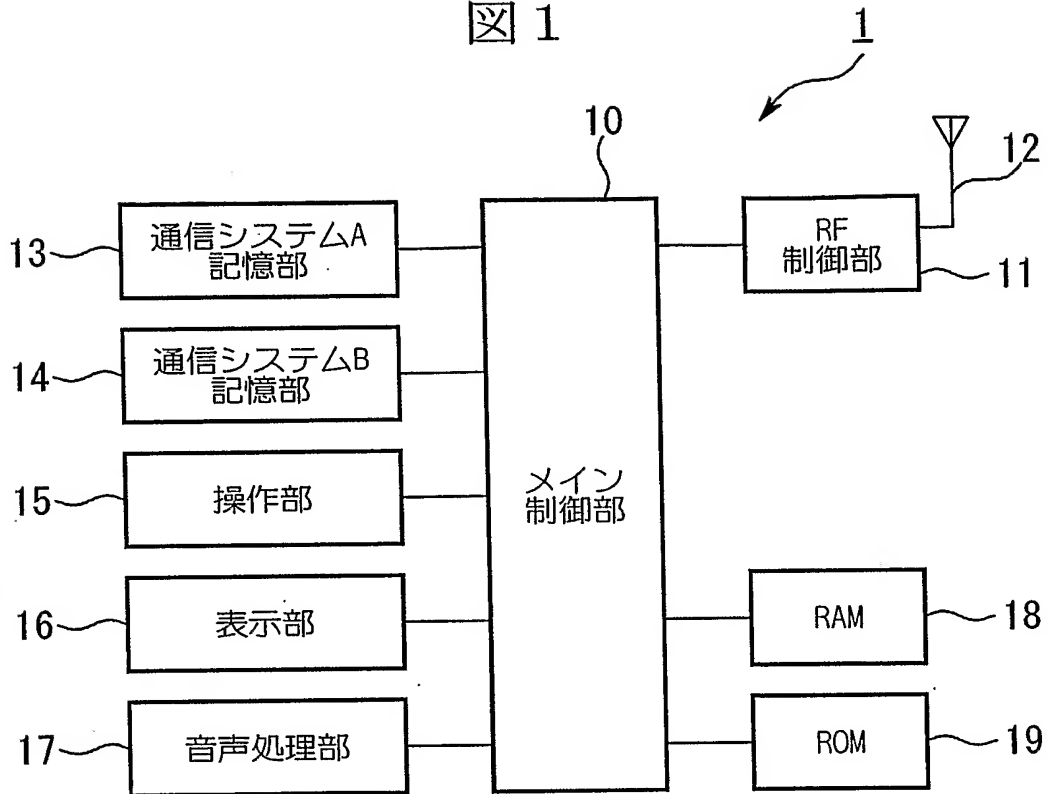 図1
1
10
12
13
通信システムA
記憶部
RF
制御部
11
14
通信システムB
記憶部
15
操作部
メイン
制御部
16
表示部
RAM
18
17
音声処理部
ROM
19